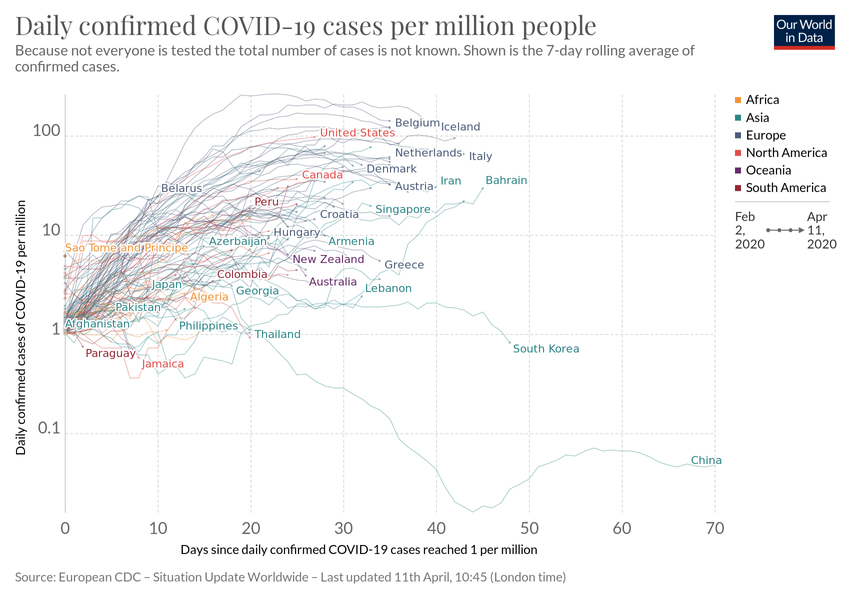 Daily confirmed COVID-19 cases per million people
Because not everyone is tested the total number of cases is not known. Shown is the 7-day rolling average of
confirmed cases.
Our World
in Data
Daily confirmed cases of COVID-19 per million
100
10
1
0.1
Belgium
Iceland
United States
Netherlands
Italy
Denmark
Canada
Iran
Bahrain
Belarus
Austria
Peru
Singapore
Croatia
Hungary
Azerbaijan
Armenia
Sao Tome and Principe
New Zealand
Greece
Colombia
Australia
Japan
Georgia
Lebanon
Algeria
Pakistan
Afghanistan
Philippines
Thailand
South Korea
Paraguay
Jamaica
China
0
10
20
30
40
50
60
70
Days since daily confirmed COVID-19 cases reached 1 per million
Africa
Asia
Europe
North America
Oceania
South America
Feb
2,
2020
Apr
11,
2020
Source: European CDC – Situation Update Worldwide – Last updated 11th April, 10:45 (London time)